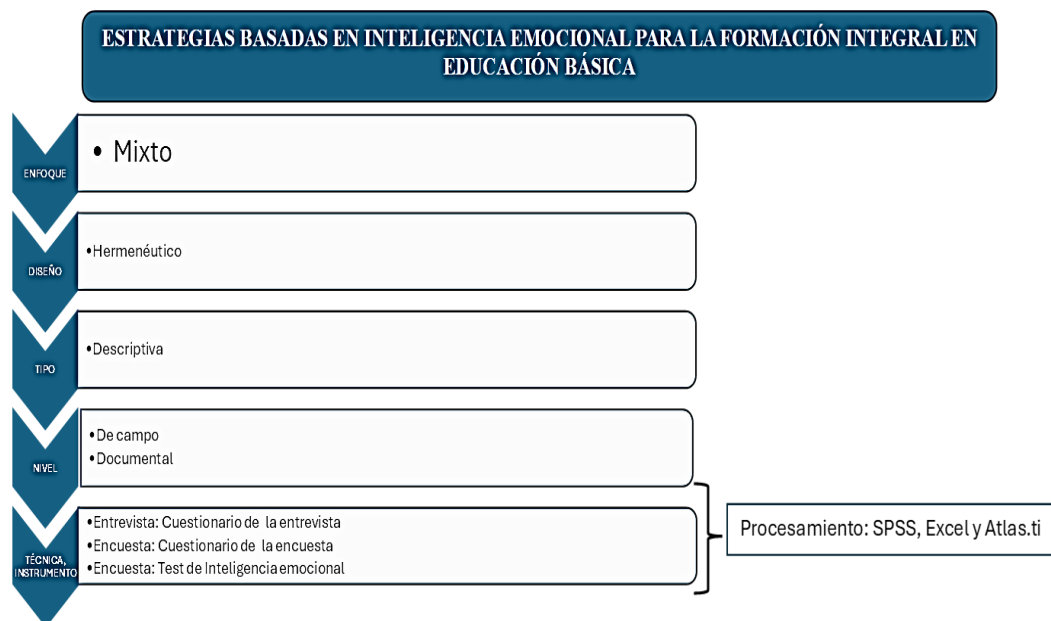 ESTRATEGIAS BASADAS EN INTELIGENCIA EMOCIONAL PARA LA FORMACIÓN INTEGRAL EN
EDUCACIÓN BÁSICA
ENFOQUE
• Mixto
DISEÑO
•Hermenéutico
TIPO
•Descriptiva
NIVEL
•De campo
•Documental
TÉCNICA,
INSTRUMENTO
•Entrevista: Cuestionario de la entrevista
•Encuesta: Cuestionario de la encuesta
•Encuesta: Test de Inteligencia emocional
Procesamiento: SPSS, Excel y Atlas.ti